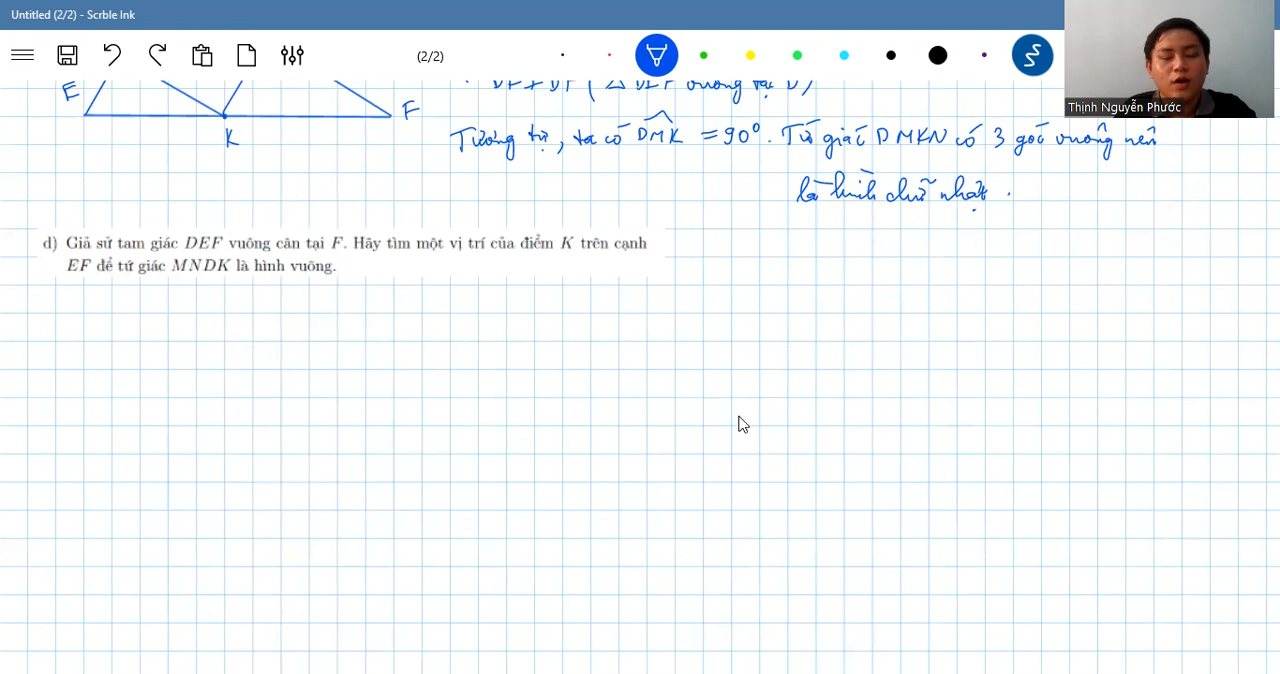 Untitled (2/2) - Scrble Ink
(2/2)
Thịnh Nguyễn Phước
E
F
K
Tương tự, ta có DMK = 90°. Tứ giác DMKN có 3 góc vuông nên
là hình chữ nhật.
d) Giả sử tam giác DEF vuông cân tại F. Hãy tìm một vị trí của điểm K trên cạnh
EF để tứ giác MNDK là hình vuông.